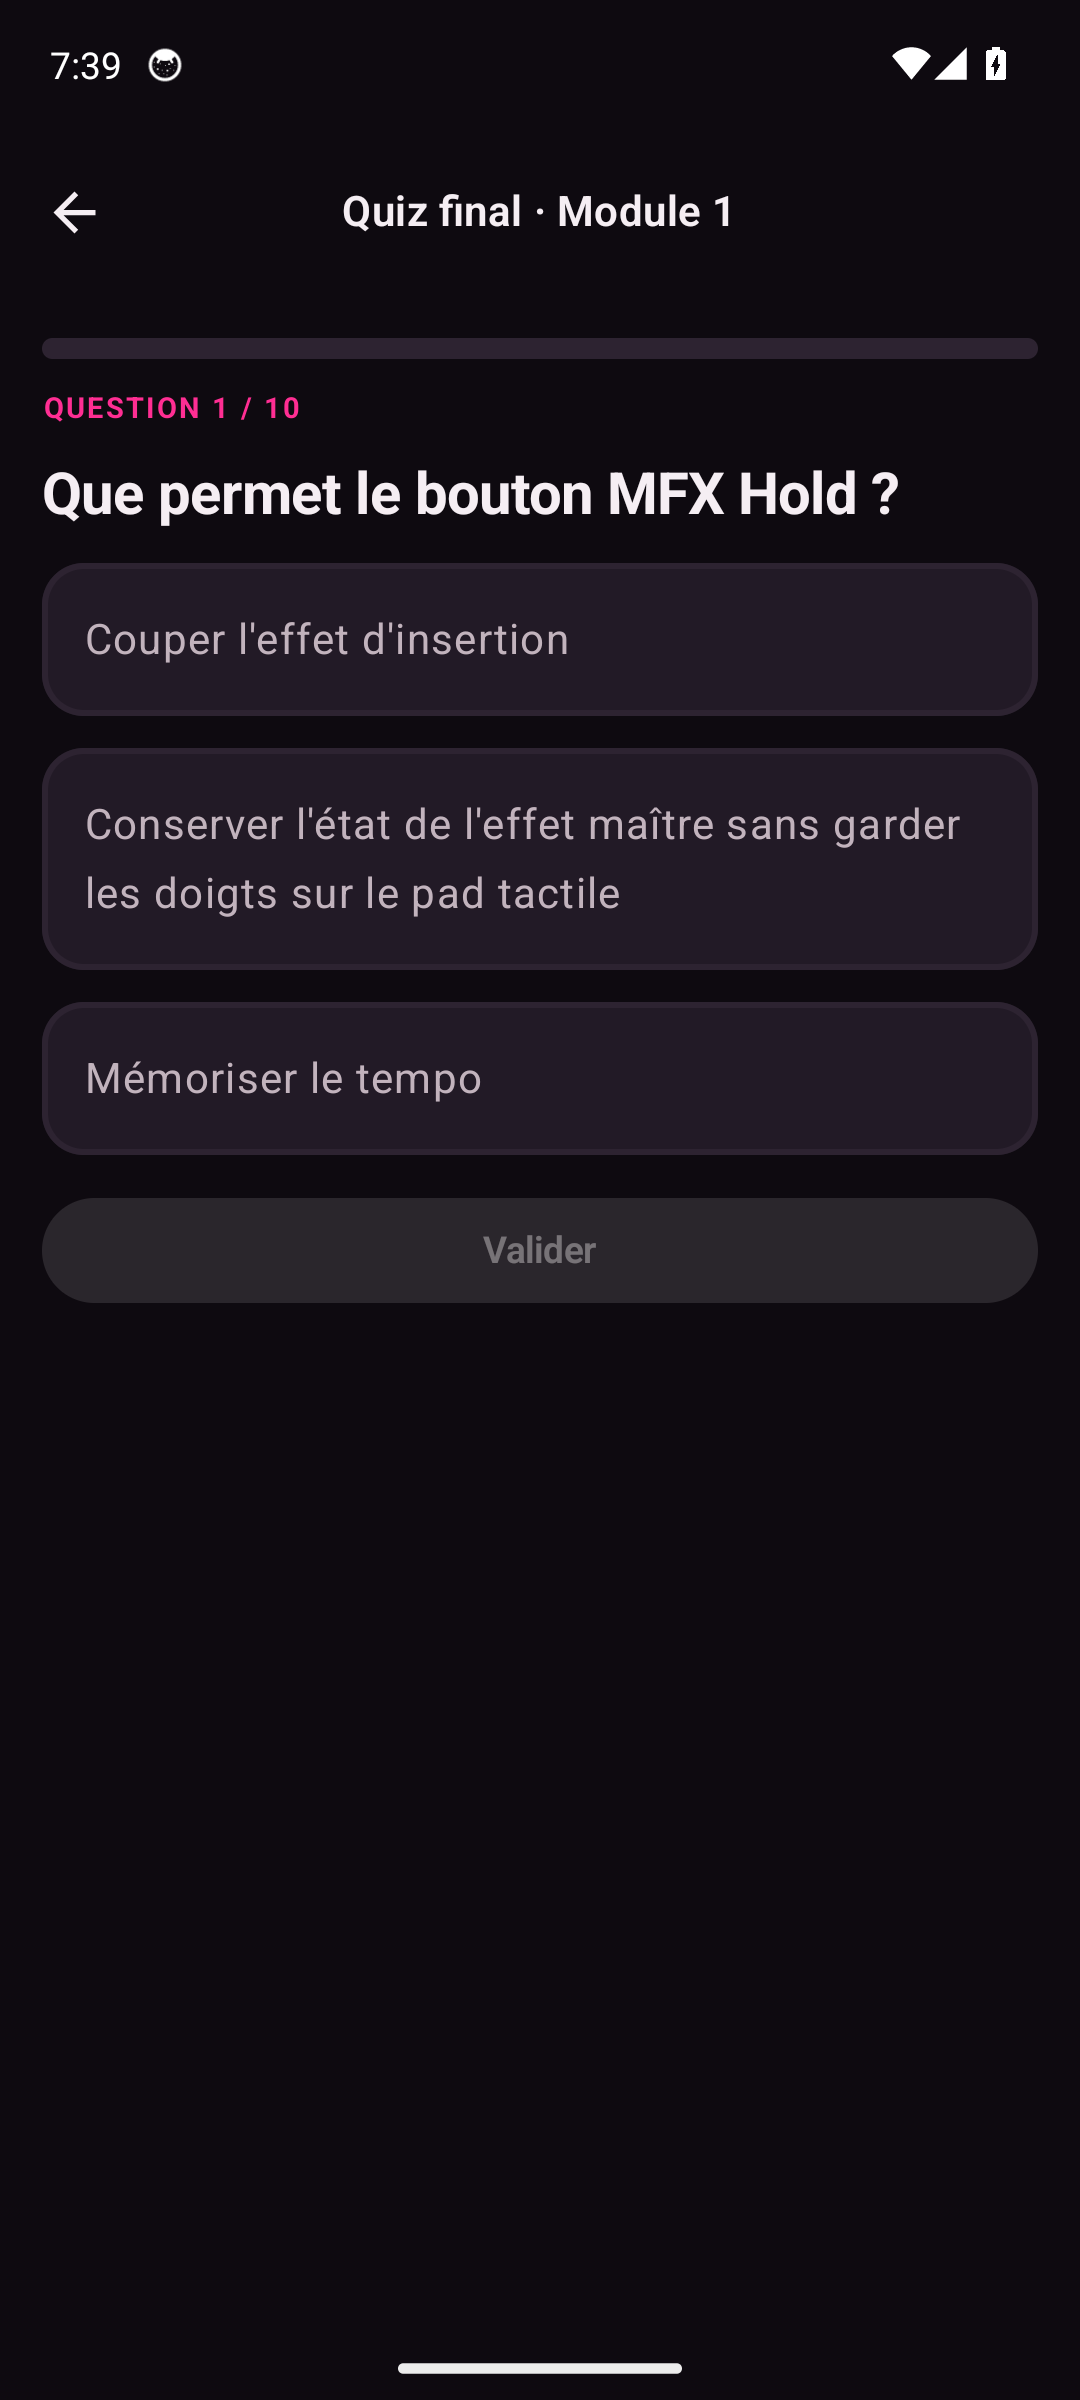 7:39
Quiz final · Module 1
QUESTION 1 / 10
Que permet le bouton MFX Hold ?
Couper l'effet d'insertion
Conserver l'état de l'effet maître sans garder
les doigts sur le pad tactile
Mémoriser le tempo
Valider